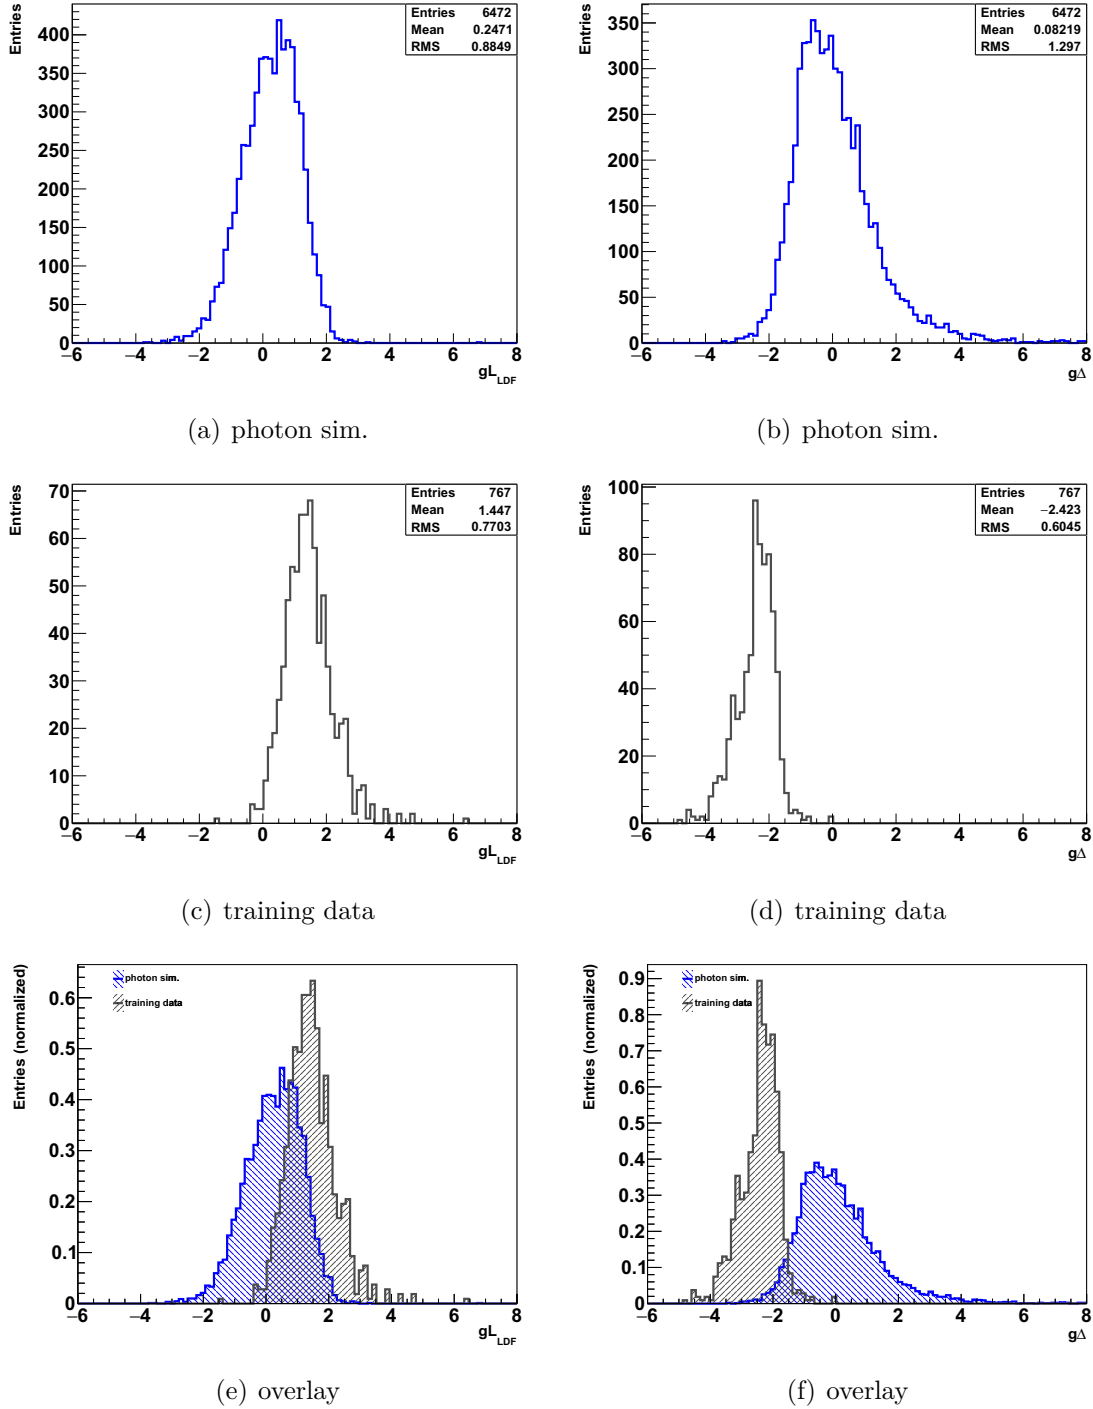 Entries
Entries 6472
Mean 0.2471
RMS 0.8849
400
350
300
250
200
150
100
50
0
−6 −4 −2 0 2 4 6 8
gL_LDF
(a) photon sim.
Entries
Entries 6472
Mean 0.08219
RMS 1.297
350
300
250
200
150
100
50
0
−6 −4 −2 0 2 4 6 8
gΔ
(b) photon sim.
Entries
Entries 767
Mean 1.447
RMS 0.7703
70
60
50
40
30
20
10
0
−6 −4 −2 0 2 4 6 8
gL_LDF
(c) training data
Entries
Entries 767
Mean −2.423
RMS 0.6045
100
80
60
40
20
0
−6 −4 −2 0 2 4 6 8
gΔ
(d) training data
Entries (normalized)
photon sim.
training data
0.6
0.5
0.4
0.3
0.2
0.1
0
−6 −4 −2 0 2 4 6 8
gL_LDF
(e) overlay
Entries (normalized)
photon sim.
training data
0.9
0.8
0.7
0.6
0.5
0.4
0.3
0.2
0.1
0
−6 −4 −2 0 2 4 6 8
gΔ
(f) overlay